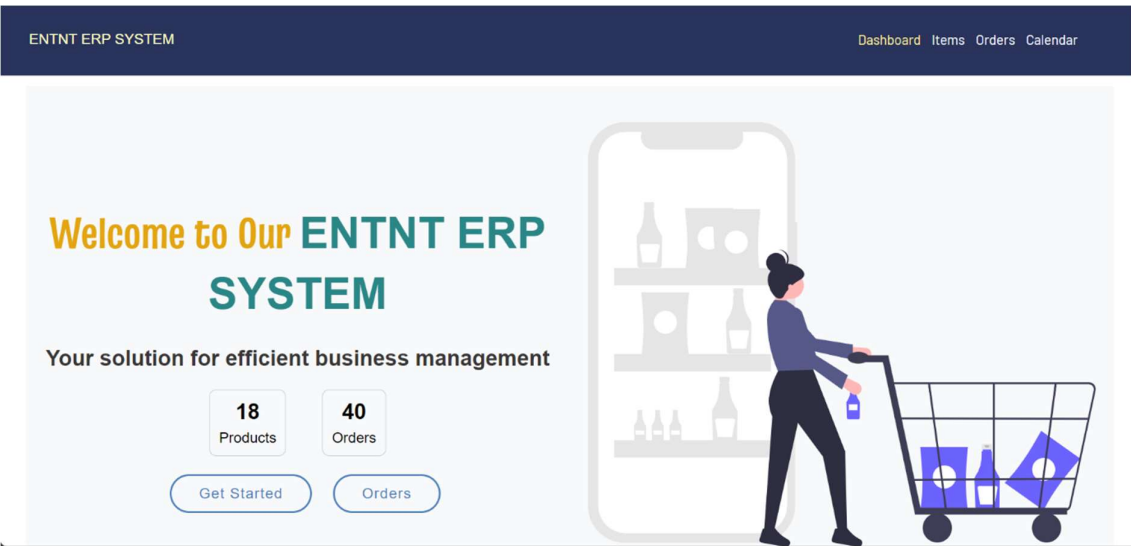 ENTNT ERP SYSTEM
Dashboard Items Orders Calendar
Welcome to Our ENTNT ERP
SYSTEM
Your solution for efficient business management
18
Products
40
Orders
Get Started
Orders